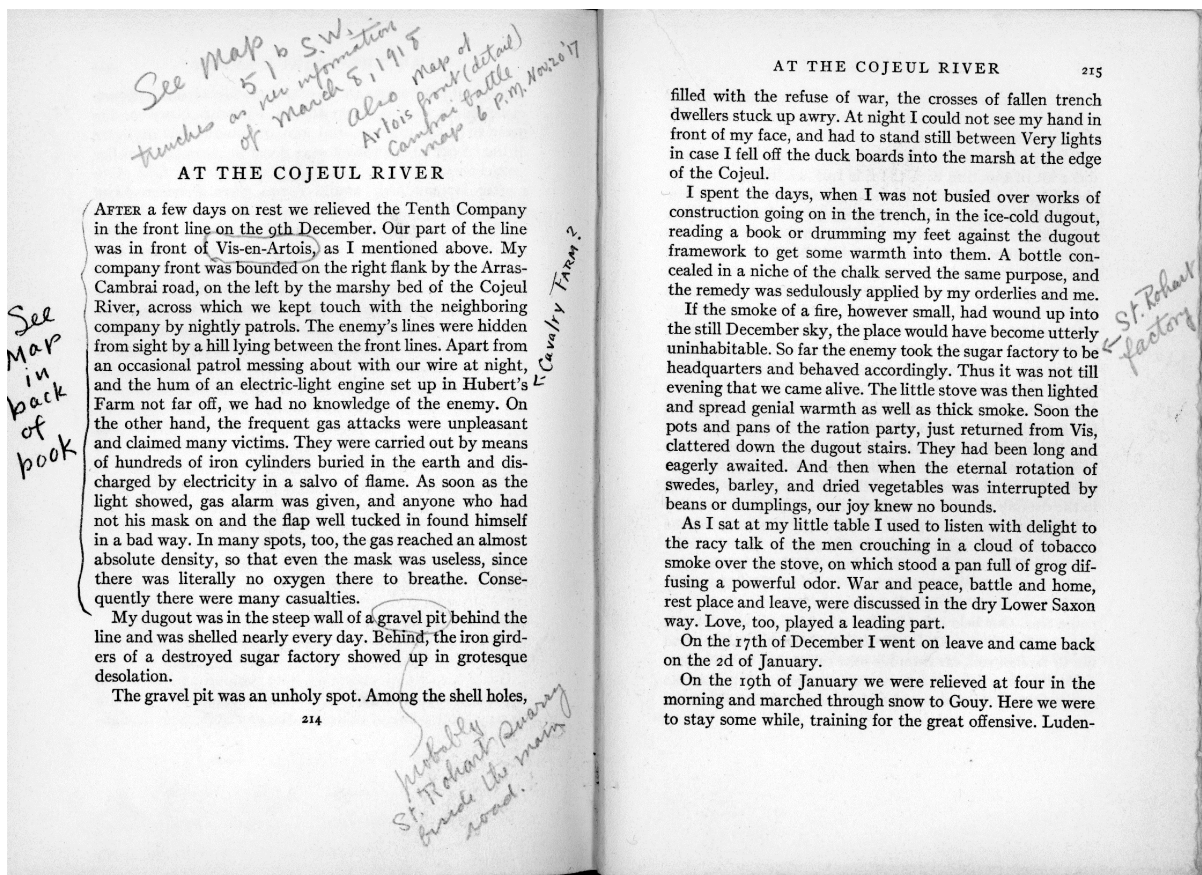 See Map
51b S.W.
trenches as per information
of March 8, 1918
also Map of
Artois front (detail)
Cambrai battle
map 6 P.M. Nov. 20 '17
AT THE COJEUL RIVER
AFTER a few days on rest we relieved the Tenth Company
in the front line on the 9th December. Our part of the line
was in front of Vis-en-Artois, as I mentioned above. My
company front was bounded on the right flank by the Arras-
Cambrai road, on the left by the marshy bed of the Cojeul
River, across which we kept touch with the neighboring
company by nightly patrols. The enemy's lines were hidden
from sight by a hill lying between the front lines. Apart from
an occasional patrol messing about with our wire at night,
and the hum of an electric-light engine set up in Hubert's
Farm not far off, we had no knowledge of the enemy. On
the other hand, the frequent gas attacks were unpleasant
and claimed many victims. They were carried out by means
of hundreds of iron cylinders buried in the earth and dis-
charged by electricity in a salvo of flame. As soon as the
light showed, gas alarm was given, and anyone who had
not his mask on and the flap well tucked in found himself
in a bad way. In many spots, too, the gas reached an almost
absolute density, so that even the mask was useless, since
there was literally no oxygen there to breathe. Conse-
quently there were many casualties.
My dugout was in the steep wall of a gravel pit behind the
line and was shelled nearly every day. Behind, the iron gird-
ers of a destroyed sugar factory showed up in grotesque
desolation.
The gravel pit was an unholy spot. Among the shell holes,
214
See
Map
in
back
of
book
← Cavalry FARM?
probably
St. Rohart Quarry
beside the main
road.
AT THE COJEUL RIVER 215
filled with the refuse of war, the crosses of fallen trench
dwellers stuck up awry. At night I could not see my hand in
front of my face, and had to stand still between Very lights
in case I fell off the duck boards into the marsh at the edge
of the Cojeul.
I spent the days, when I was not busied over works of
construction going on in the trench, in the ice-cold dugout,
reading a book or drumming my feet against the dugout
framework to get some warmth into them. A bottle con-
cealed in a niche of the chalk served the same purpose, and
the remedy was sedulously applied by my orderlies and me.
If the smoke of a fire, however small, had wound up into
the still December sky, the place would have become utterly
uninhabitable. So far the enemy took the sugar factory to be
headquarters and behaved accordingly. Thus it was not till
evening that we came alive. The little stove was then lighted
and spread genial warmth as well as thick smoke. Soon the
pots and pans of the ration party, just returned from Vis,
clattered down the dugout stairs. They had been long and
eagerly awaited. And then when the eternal rotation of
swedes, barley, and dried vegetables was interrupted by
beans or dumplings, our joy knew no bounds.
As I sat at my little table I used to listen with delight to
the racy talk of the men crouching in a cloud of tobacco
smoke over the stove, on which stood a pan full of grog dif-
fusing a powerful odor. War and peace, battle and home,
rest place and leave, were discussed in the dry Lower Saxon
way. Love, too, played a leading part.
On the 17th of December I went on leave and came back
on the 2d of January.
On the 19th of January we were relieved at four in the
morning and marched through snow to Gouy. Here we were
to stay some while, training for the great offensive. Luden-
← St. Rohart
factory